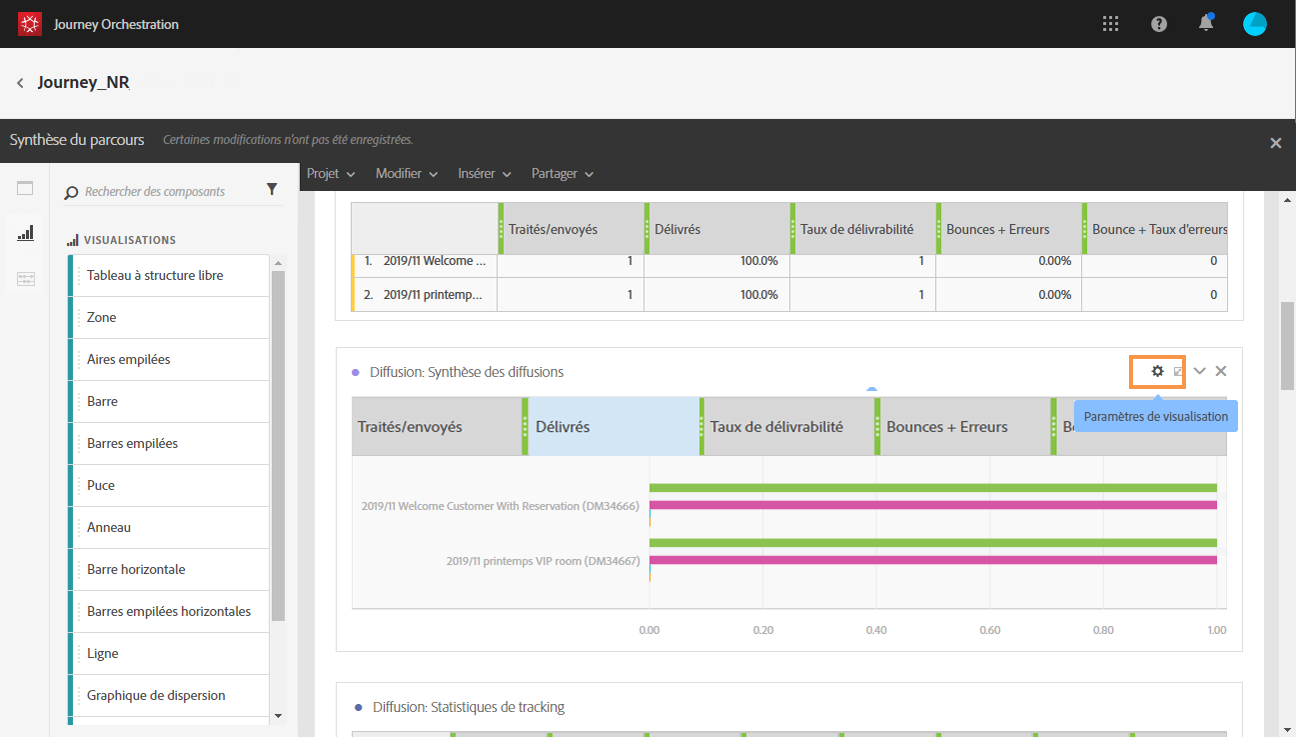 Journey Orchestration
Journey_NR
Synthèse du parcours Certaines modifications n'ont pas été enregistrées.
Projet Modifier Insérer Partager
Rechercher des composants
VISUALISATIONS
Tableau à structure libre
Zone
Aires empilées
Barre
Barres empilées
Puce
Anneau
Barre horizontale
Barres empilées horizontales
Ligne
Graphique de dispersion
Traités/envoyés Délivrés Taux de délivrabilité Bounces + Erreurs Bounce + Taux d'erreurs
1. 2019/11 Welcome ... 1 100.0% 1 0.00% 0
2. 2019/11 printemp... 1 100.0% 1 0.00% 0
Diffusion: Synthèse des diffusions
Paramètres de visualisation
Traités/envoyés Délivrés Taux de délivrabilité Bounces + Erreurs
2019/11 Welcome Customer With Reservation (DM34666)
2019/11 printemps VIP room (DM34667)
0.00 0.20 0.40 0.60 0.80 1.00
Diffusion: Statistiques de tracking